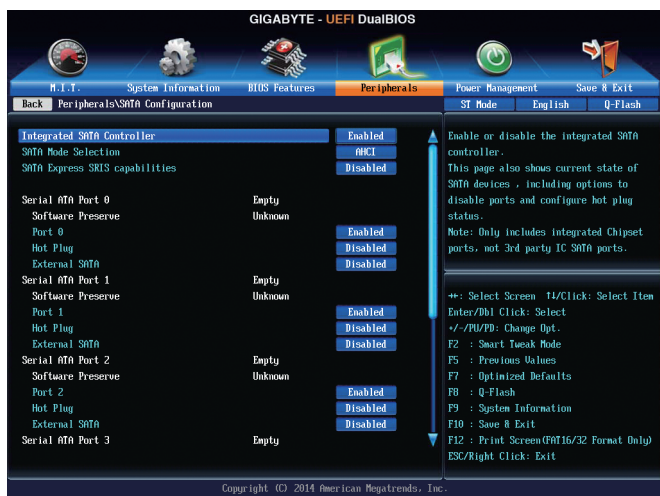 GIGABYTE - UEFI DualBIOS
M.I.T. System Information BIOS Features Peripherals Power Management Save & Exit
Back Peripherals\SATA Configuration ST Mode English Q-Flash
Integrated SATA Controller Enabled
SATA Mode Selection AHCI
SATA Express SRIS capabilities Disabled
Serial ATA Port 0 Empty
Software Preserve Unknown
Port 0 Enabled
Hot Plug Disabled
External SATA Disabled
Serial ATA Port 1 Empty
Software Preserve Unknown
Port 1 Enabled
Hot Plug Disabled
External SATA Disabled
Serial ATA Port 2 Empty
Software Preserve Unknown
Port 2 Enabled
Hot Plug Disabled
External SATA Disabled
Serial ATA Port 3 Empty
Enable or disable the integrated SATA
controller.
This page also shows current state of
SATA devices , including options to
disable ports and configure hot plug
status.
Note: Only includes integrated Chipset
ports, not 3rd party IC SATA ports.
↔: Select Screen ↑↓/Click: Select Item
Enter/Dbl Click: Select
+/-/PU/PD: Change Opt.
F2 : Smart Tweak Mode
F5 : Previous Values
F7 : Optimized Defaults
F8 : Q-Flash
F9 : System Information
F10 : Save & Exit
F12 : Print Screen(FAT16/32 Format Only)
ESC/Right Click: Exit
Copyright (C) 2014 American Megatrends, Inc.